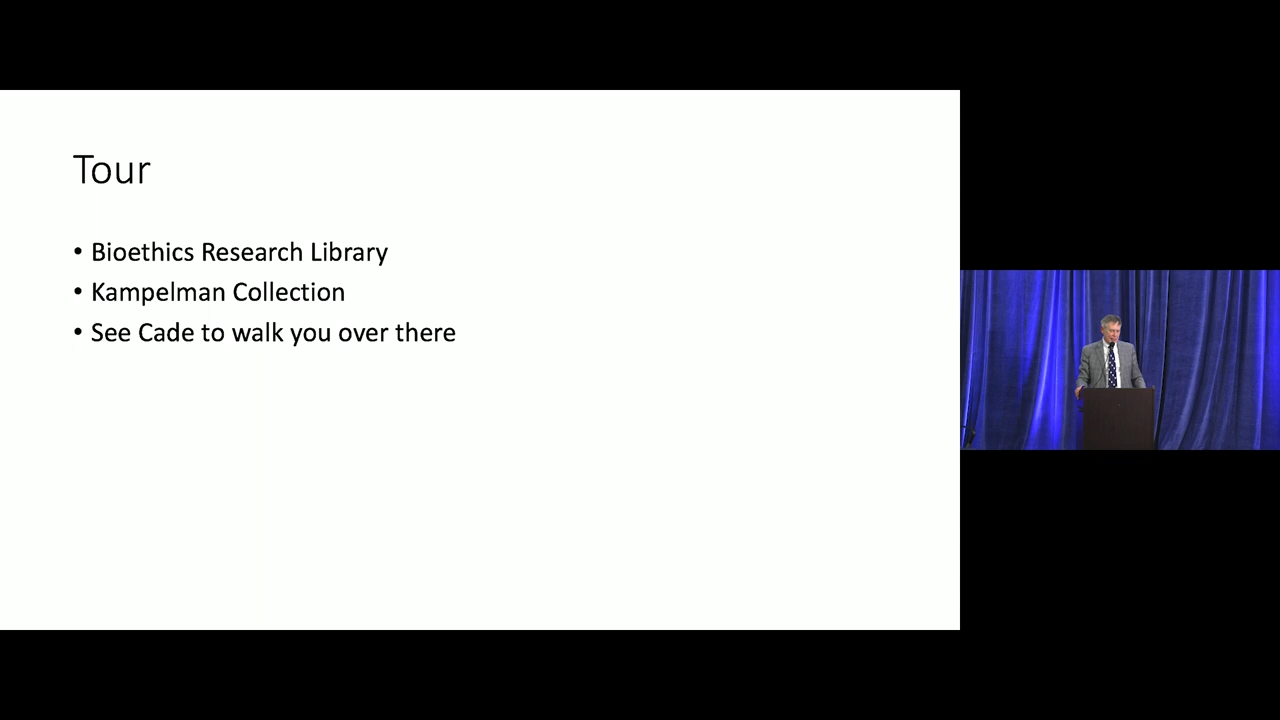 Tour
• Bioethics Research Library
• Kampelman Collection
• See Cade to walk you over there